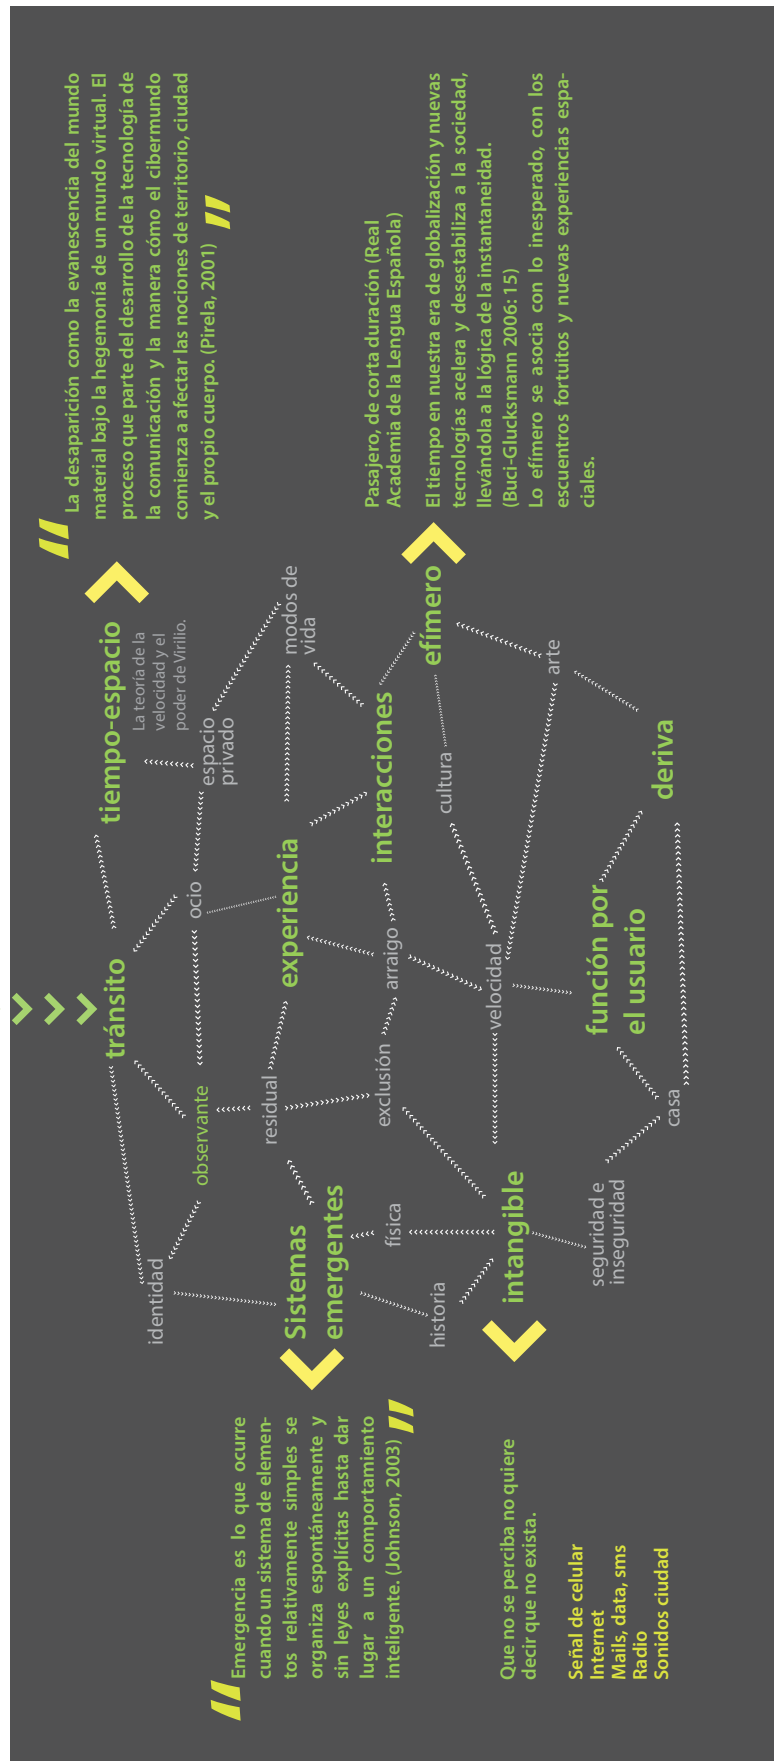 Emergencia es lo que ocurre
cuando un sistema de elemen-
tos relativamente simples se
organiza espontáneamente y
sin leyes explícitas hasta dar
lugar a un comportamiento
inteligente. (Johnson, 2003)
Que no se perciba no quiere
decir que no exista.
Señal de celular
Internet
Mails, data, sms
Radio
Sonidos ciudad
identidad
Sistemas
emergentes
historia
física
intangible
seguridad e
inseguridad
observante
residual
exclusión
casa
tránsito
ocio
experiencia
arraigo
velocidad
función por
el usuario
tiempo-espacio
La teoría de la
velocidad y el
poder de Virilio.
espacio
privado
modos de
vida
interacciones
cultura
efímero
arte
deriva
“
La desaparición como la evanescencia del mundo
material bajo la hegemonía de un mundo virtual. El
proceso que parte del desarrollo de la tecnología de
la comunicación y la manera cómo el cibermundo
comienza a afectar las nociones de territorio, ciudad
y el propio cuerpo. (Pirela, 2001)
Pasajero, de corta duración (Real
Academia de la Lengua Española)
El tiempo en nuestra era de globalización y nuevas
tecnologías acelera y desestabiliza a la sociedad,
llevándola a la lógica de la instantaneidad.
(Buci-Glucksmann 2006: 15)
Lo efímero se asocia con lo inesperado, con los
escuentros fortuitos y nuevas experiencias espa-
ciales.